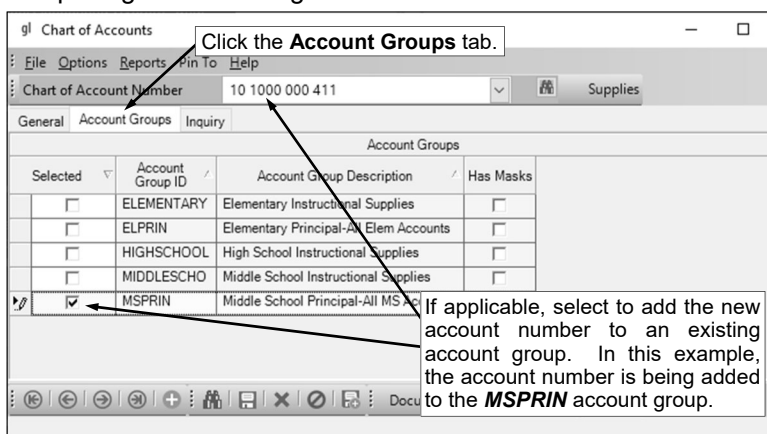 gl Chart of Accounts
Click the Account Groups tab.
File Options Reports Pin To Help
Chart of Account Number 10 1000 000 411 Supplies
General Account Groups Inquiry
Account Groups
Selected Account Group ID Account Group Description Has Masks
ELEMENTARY Elementary Instructional Supplies
ELPRIN Elementary Principal-All Elem Accounts
HIGHSCHOOL High School Instructional Supplies
MIDDLESCHO Middle School Instructional Supplies
MSPRIN Middle School Principal-All MS
If applicable, select to add the new
account number to an existing
account group. In this example,
the account number is being added
to the MSPRIN account group.